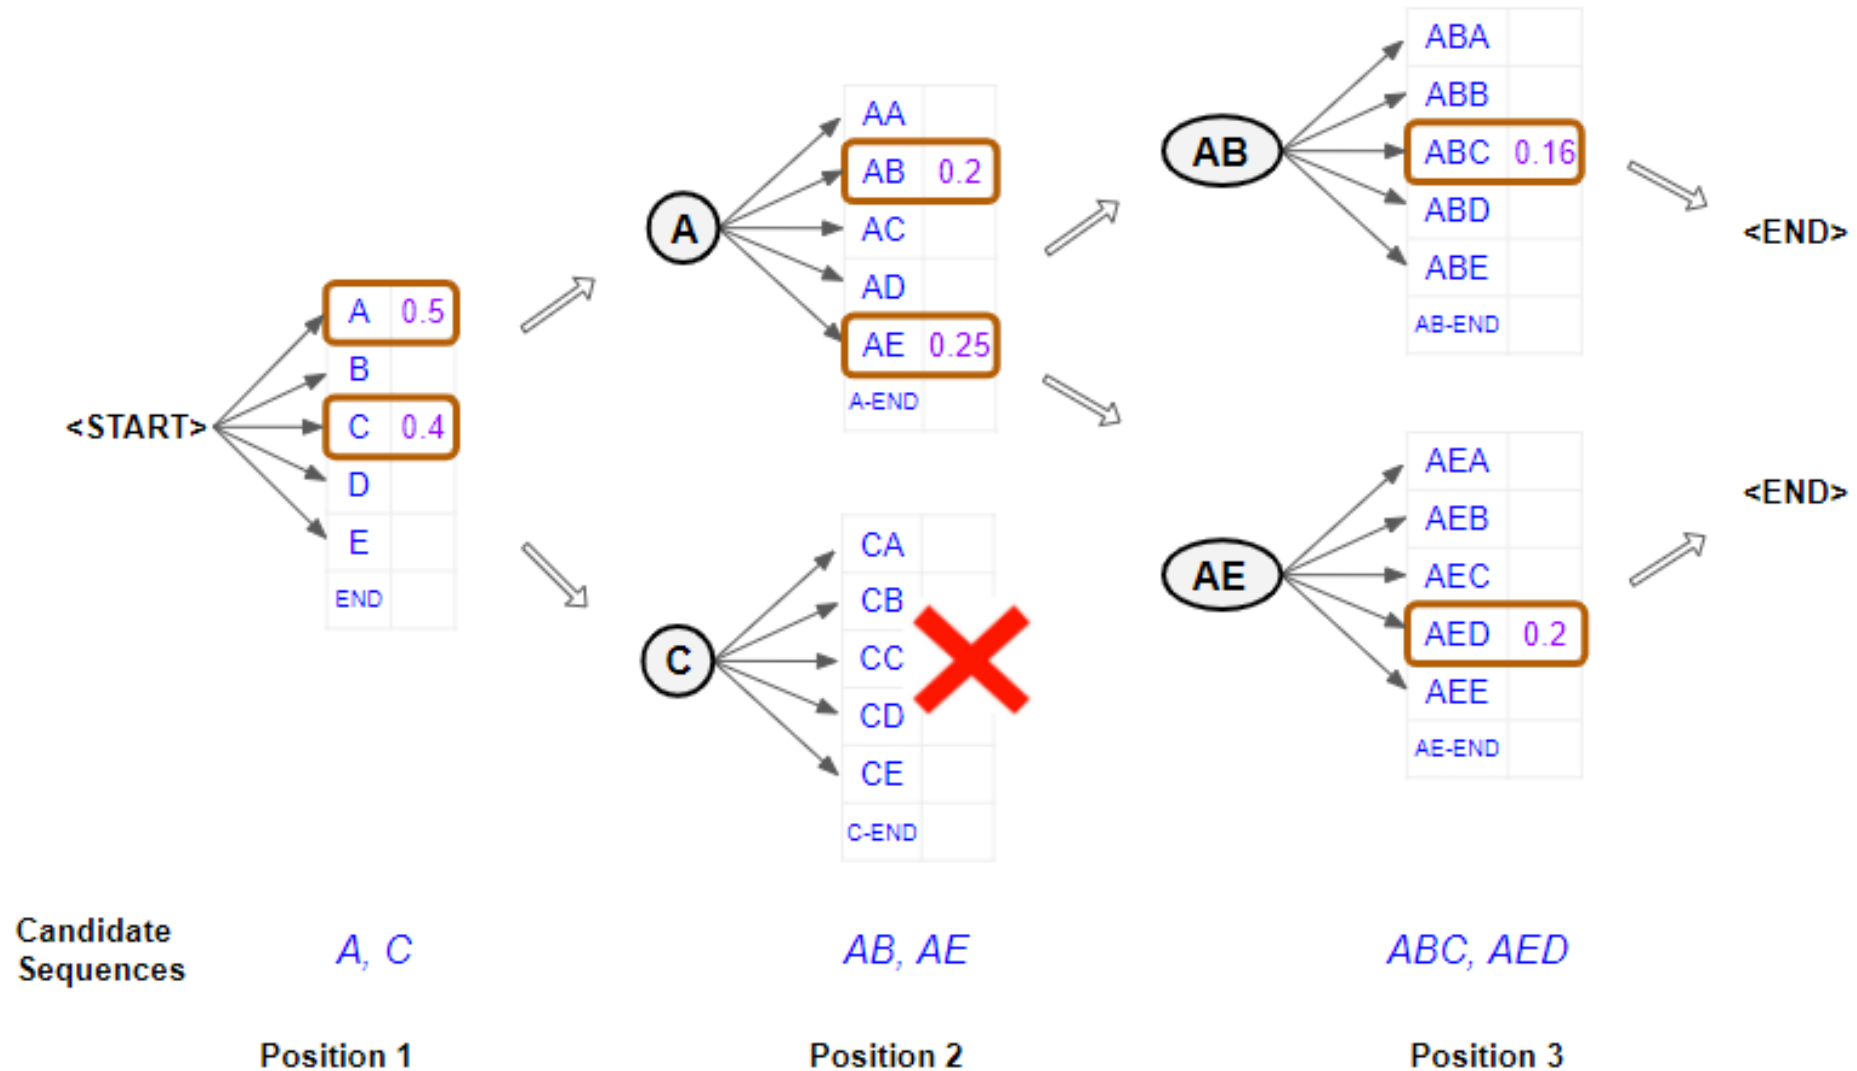 <START>
A 0.5
B
C 0.4
D
E
END
A
AA
AB 0.2
AC
AD
AE 0.25
A-END
C
CA
CB
CC
CD
CE
C-END
AB
ABA
ABB
ABC 0.16
ABD
ABE
AB-END
<END>
AE
AEA
AEB
AEC
AED 0.2
AEE
AE-END
<END>
Candidate
Sequences
A, C
AB, AE
ABC, AED
Position 1
Position 2
Position 3